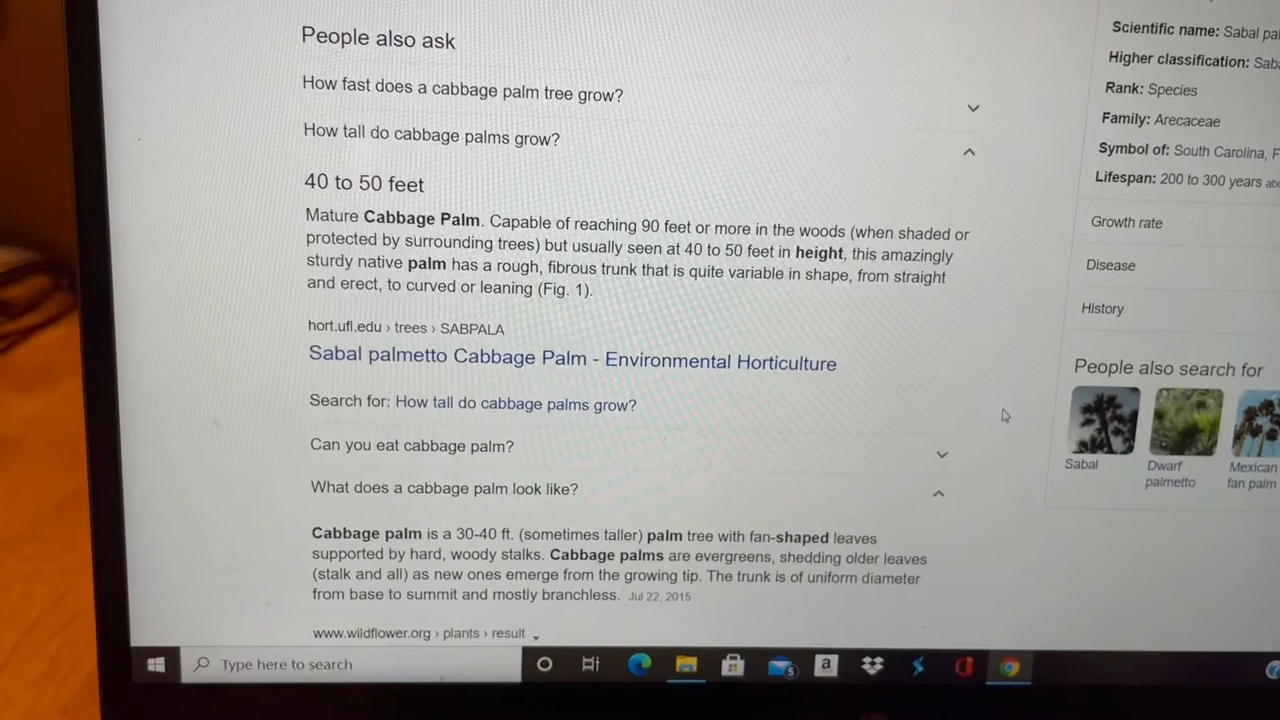 People also ask
How fast does a cabbage palm tree grow?
How tall do cabbage palms grow?
40 to 50 feet
Mature Cabbage Palm. Capable of reaching 90 feet or more in the woods (when shaded or
protected by surrounding trees) but usually seen at 40 to 50 feet in height, this amazingly
sturdy native palm has a rough, fibrous trunk that is quite variable in shape, from straight
and erect, to curved or leaning (Fig. 1).
hort.ufl.edu › trees › SABPALA
Sabal palmetto Cabbage Palm - Environmental Horticulture
Search for: How tall do cabbage palms grow?
Can you eat cabbage palm?
What does a cabbage palm look like?
Cabbage palm is a 30-40 ft. (sometimes taller) palm tree with fan-shaped leaves
supported by hard, woody stalks. Cabbage palms are evergreens, shedding older leaves
(stalk and all) as new ones emerge from the growing tip. The trunk is of uniform diameter
from base to summit and mostly branchless. Jul 22, 2015
www.wildflower.org › plants › result
Scientific name: Sabal pal
Higher classification: Saba
Rank: Species
Family: Arecaceae
Symbol of: South Carolina, F
Lifespan: 200 to 300 years abo
Growth rate
Disease
History
People also search for
Sabal
Dwarf
palmetto
Mexican
fan palm
Type here to search
5
a